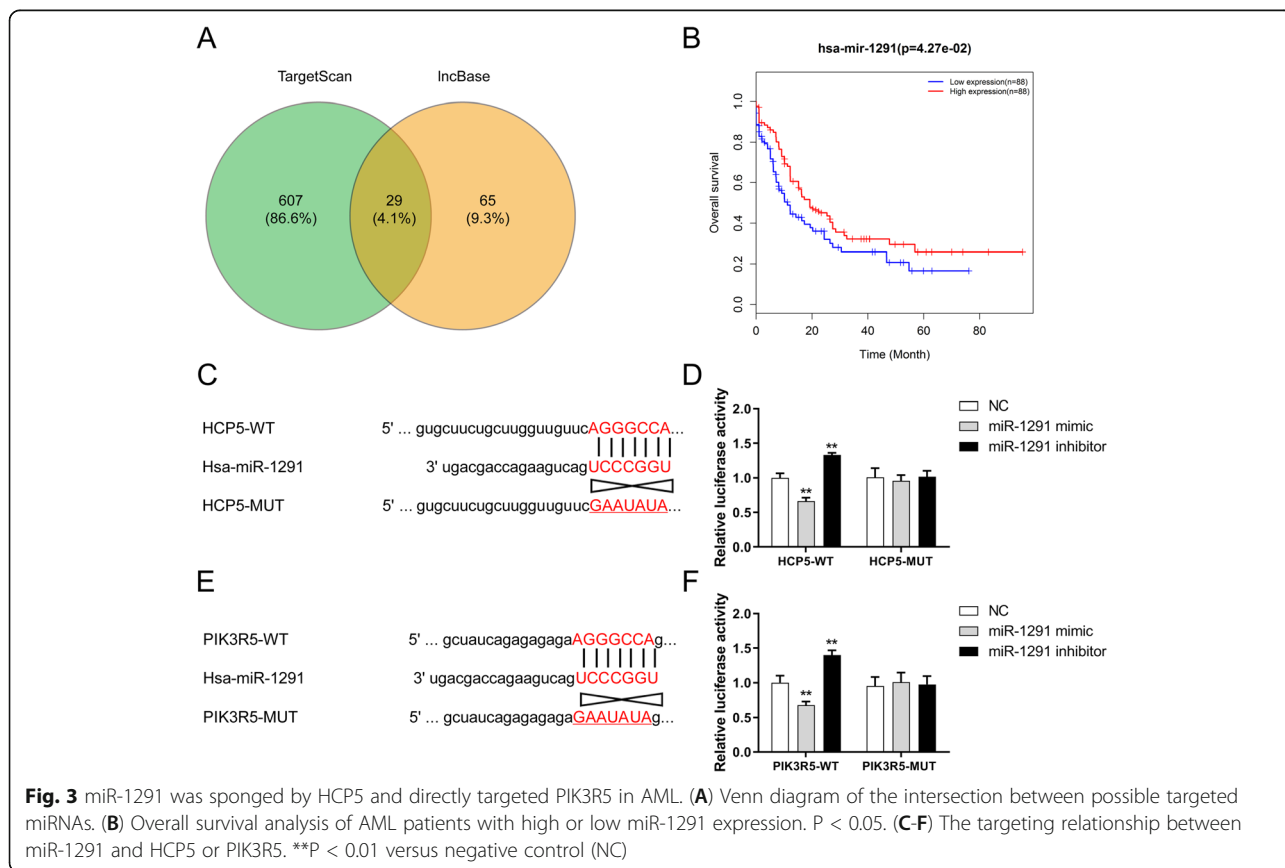 A
TargetScan
lncBase
607
(86.6%)
29
(4.1%)
65
(9.3%)
B
hsa-mir-1291(p=4.27e-02)
Low expression(n=88)
High expression(n=88)
Overall survival
1.0
0.8
0.6
0.4
0.2
0.0
0 20 40 60 80
Time (Month)
C
HCP5-WT 5' ... gugcuucugcuugguuguucAGGGCCA...
Hsa-miR-1291 3' ugacgaccagaagucagUCCCGGU
HCP5-MUT 5' ... gugcuucugcuugguuguucGAAUAUA...
D
Relative luciferase activity
2.0
1.5
1.0
0.5
0.0
**
**
HCP5-WT HCP5-MUT
NC
miR-1291 mimic
miR-1291 inhibitor
E
PIK3R5-WT 5' ... gcuaucagagagagaAGGGCCAg...
Hsa-miR-1291 3' ugacgaccagaagucagUCCCGGU
PIK3R5-MUT 5' ... gcuaucagagagagaGAAUAUAg...
F
Relative luciferase activity
2.0
1.5
1.0
0.5
0.0
**
**
PIK3R5-WT PIK3R5-MUT
NC
miR-1291 mimic
miR-1291 inhibitor
Fig. 3 miR-1291 was sponged by HCP5 and directly targeted PIK3R5 in AML. (A) Venn diagram of the intersection between possible targeted
miRNAs. (B) Overall survival analysis of AML patients with high or low miR-1291 expression. P < 0.05. (C-F) The targeting relationship between
miR-1291 and HCP5 or PIK3R5. **P < 0.01 versus negative control (NC)